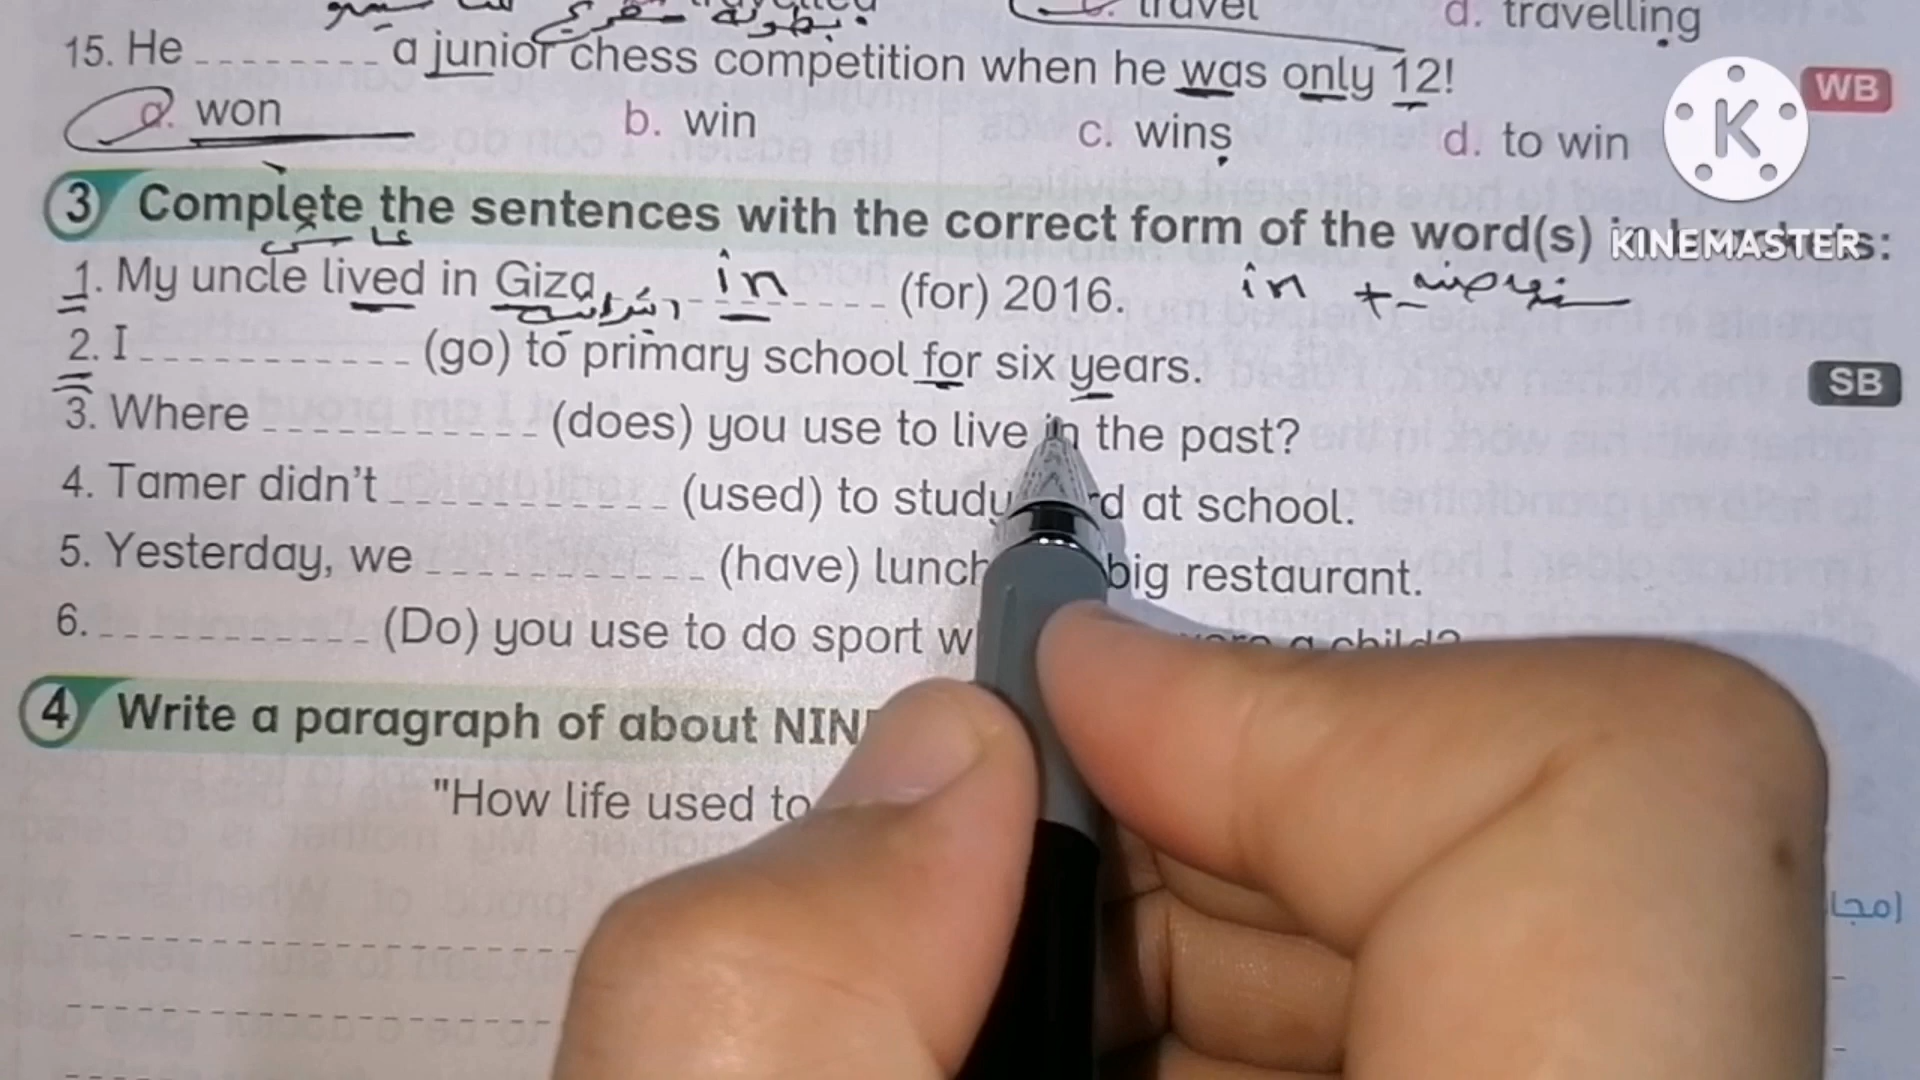 c. travel d. travelling
15. He -------- a junior chess competition when he was only 12! WB
a. won b. win c. wins d. to win
K
3 Complete the sentences with the correct form of the word(s) in
KINEMASTER
عاش
1. My uncle lived in Giza in -------- (for) 2016. in + سنة
2. I ------------ (go) to primary school for six years. SB
3. Where ------------ (does) you use to live in the past?
4. Tamer didn't ------------ (used) to study at school.
5. Yesterday, we ------------ (have) lunch big restaurant.
6. ------------ (Do) you use to do sport a child?
4 Write a paragraph of about
"How life used to